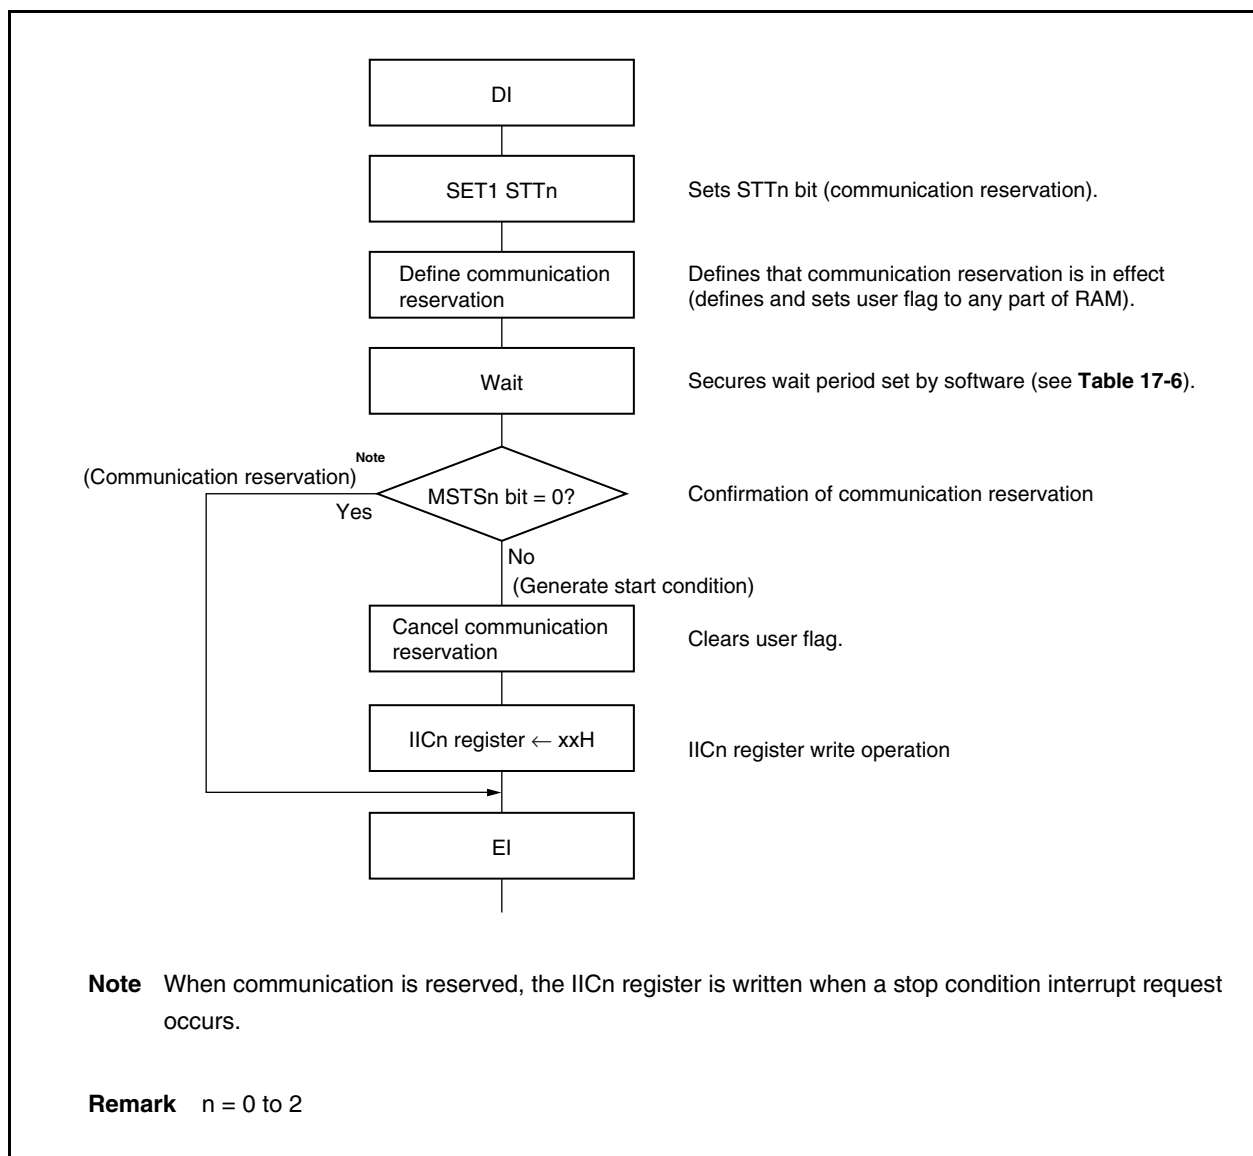 DI
SET1 STTn
Sets STTn bit (communication reservation).
Define communication
reservation
Defines that communication reservation is in effect
(defines and sets user flag to any part of RAM).
Wait
Secures wait period set by software (see Table 17-6).
(Communication reservation) Note
MSTSn bit = 0?
Confirmation of communication reservation
Yes
No
(Generate start condition)
Cancel communication
reservation
Clears user flag.
IICn register ← xxH
IICn register write operation
EI
Note When communication is reserved, the IICn register is written when a stop condition interrupt request
occurs.
Remark n = 0 to 2